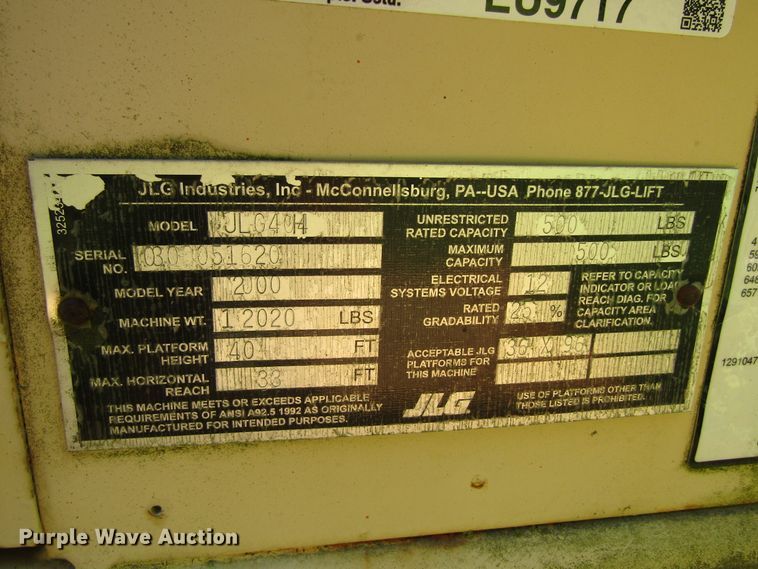 EU9717
JLG Industries, Inc - McConnellsburg, PA--USA Phone 877-JLG-LIFT
MODEL JLG40H
SERIAL NO. 0300051620
MODEL YEAR 2000
MACHINE WT. 12020 LBS
MAX. PLATFORM HEIGHT 40 FT
MAX. HORIZONTAL REACH 33 FT
THIS MACHINE MEETS OR EXCEEDS APPLICABLE
REQUIREMENTS OF ANSI A92.5 1992 AS ORIGINALLY
MANUFACTURED FOR INTENDED PURPOSES.
UNRESTRICTED RATED CAPACITY 500 LBS
MAXIMUM CAPACITY 500 LBS
ELECTRICAL SYSTEMS VOLTAGE 12
RATED GRADABILITY 25 %
REFER TO CAPACITY
INDICATOR OR LOAD
REACH DIAG. FOR
CAPACITY AREA
CLARIFICATION.
ACCEPTABLE JLG PLATFORMS FOR THIS MACHINE 36 X 96
JLG
USE OF PLATFORMS OTHER THAN
THOSE LISTED IS PROHIBITED.
1291047
Purple Wave Auction